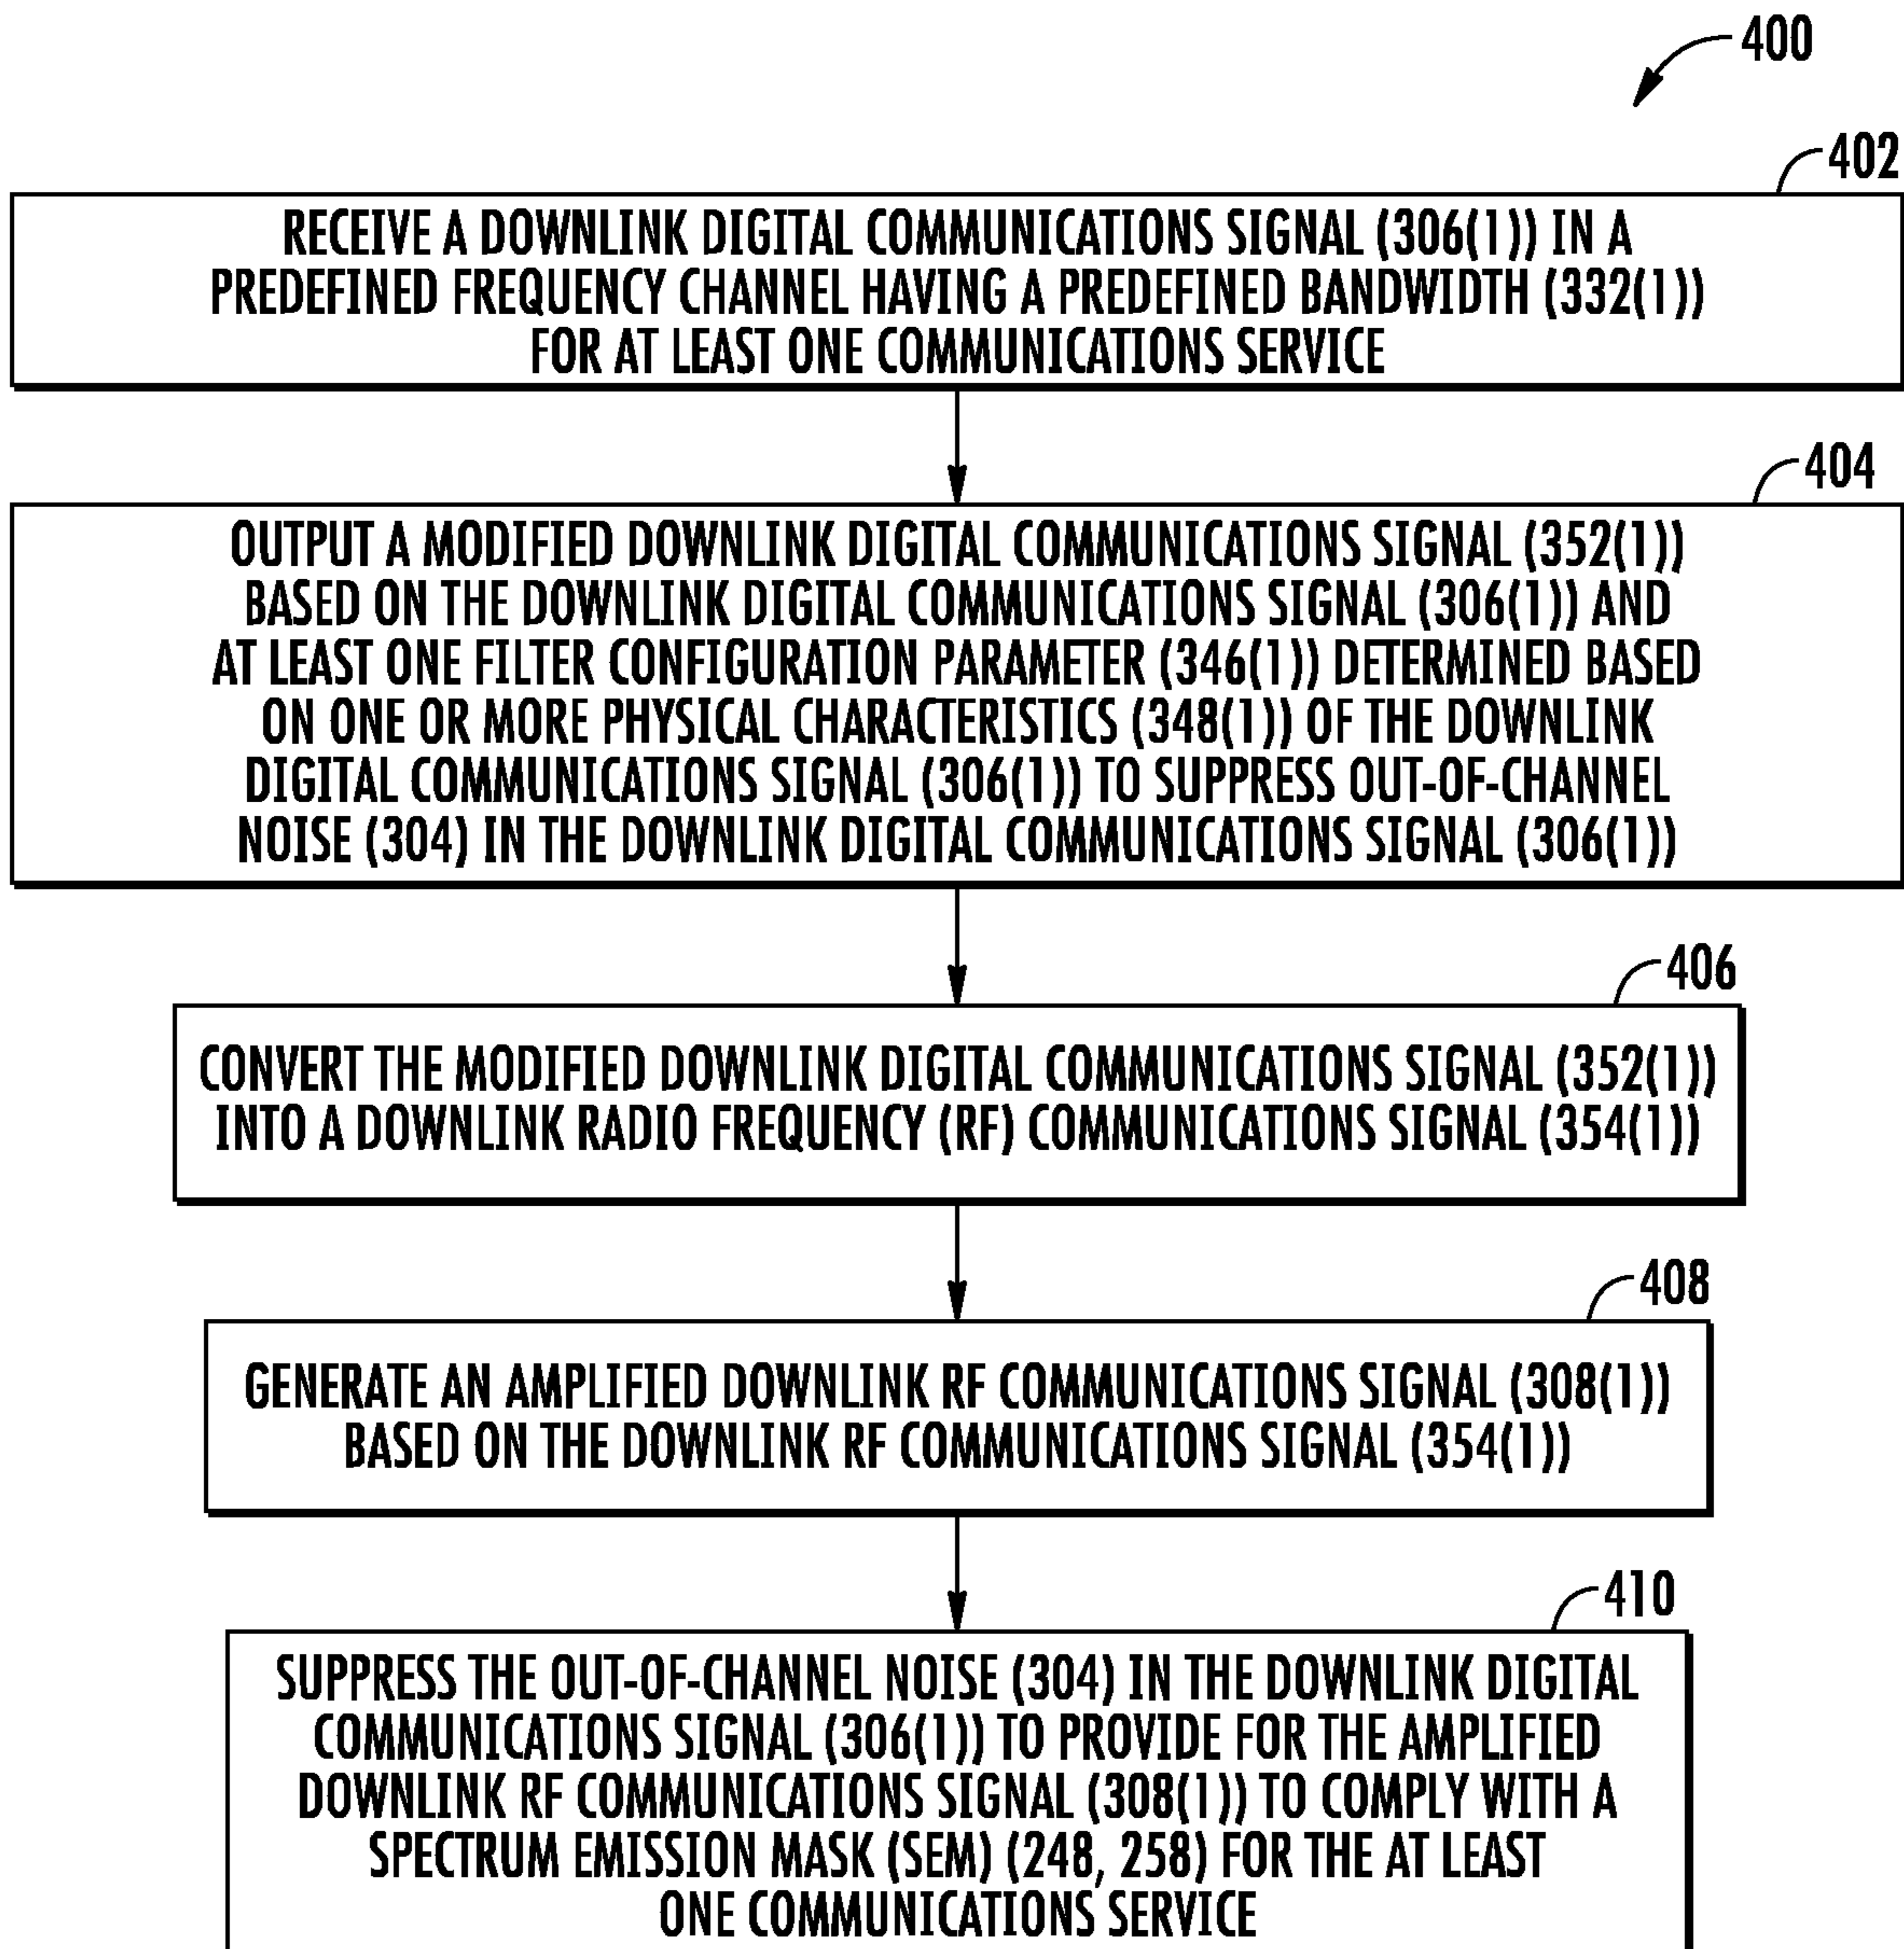 400
402
RECEIVE A DOWNLINK DIGITAL COMMUNICATIONS SIGNAL (306(1)) IN A
PREDEFINED FREQUENCY CHANNEL HAVING A PREDEFINED BANDWIDTH (332(1))
FOR AT LEAST ONE COMMUNICATIONS SERVICE
404
OUTPUT A MODIFIED DOWNLINK DIGITAL COMMUNICATIONS SIGNAL (352(1))
BASED ON THE DOWNLINK DIGITAL COMMUNICATIONS SIGNAL (306(1)) AND
AT LEAST ONE FILTER CONFIGURATION PARAMETER (346(1)) DETERMINED BASED
ON ONE OR MORE PHYSICAL CHARACTERISTICS (348(1)) OF THE DOWNLINK
DIGITAL COMMUNICATIONS SIGNAL (306(1)) TO SUPPRESS OUT-OF-CHANNEL
NOISE (304) IN THE DOWNLINK DIGITAL COMMUNICATIONS SIGNAL (306(1))
406
CONVERT THE MODIFIED DOWNLINK DIGITAL COMMUNICATIONS SIGNAL (352(1))
INTO A DOWNLINK RADIO FREQUENCY (RF) COMMUNICATIONS SIGNAL (354(1))
408
GENERATE AN AMPLIFIED DOWNLINK RF COMMUNICATIONS SIGNAL (308(1))
BASED ON THE DOWNLINK RF COMMUNICATIONS SIGNAL (354(1))
410
SUPPRESS THE OUT-OF-CHANNEL NOISE (304) IN THE DOWNLINK DIGITAL
COMMUNICATIONS SIGNAL (306(1)) TO PROVIDE FOR THE AMPLIFIED
DOWNLINK RF COMMUNICATIONS SIGNAL (308(1)) TO COMPLY WITH A
SPECTRUM EMISSION MASK (SEM) (248, 258) FOR THE AT LEAST
ONE COMMUNICATIONS SERVICE